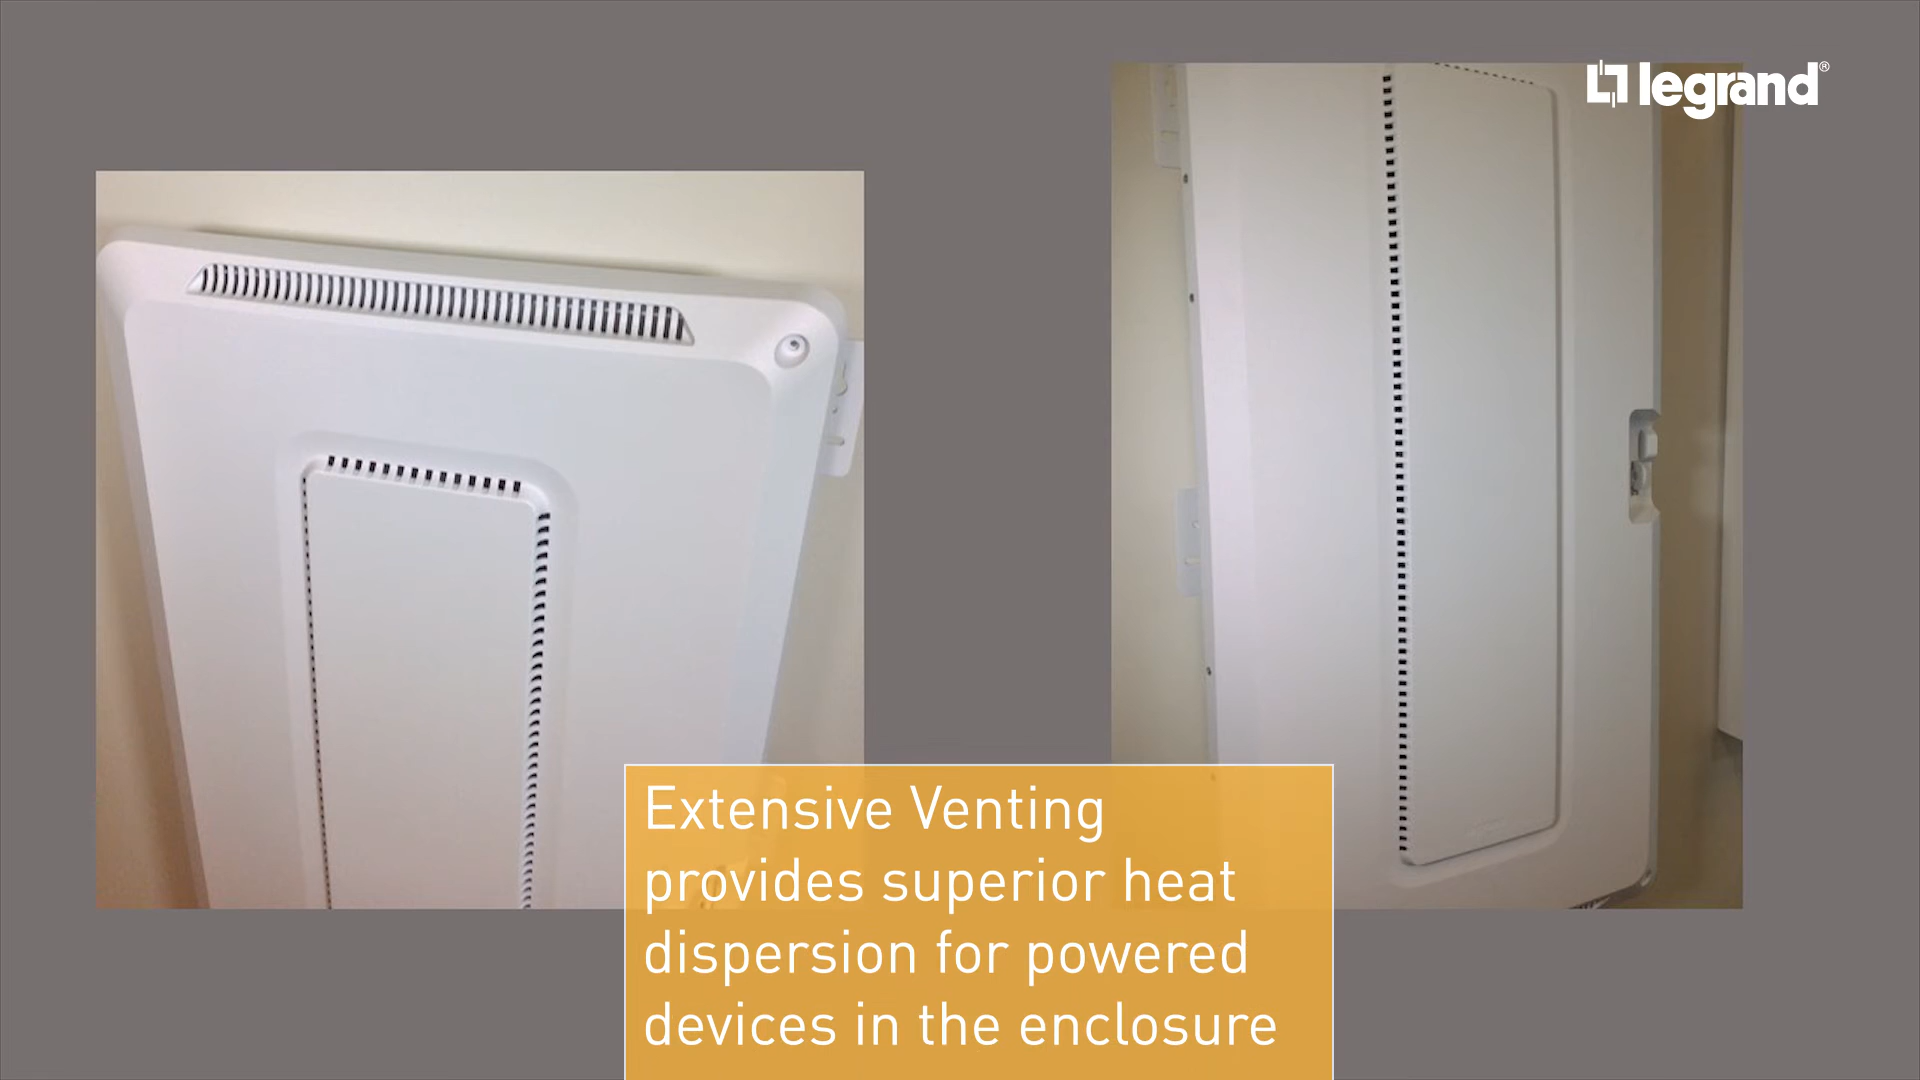 legrand®
Extensive Venting
provides superior heat
dispersion for powered
devices in the enclosure